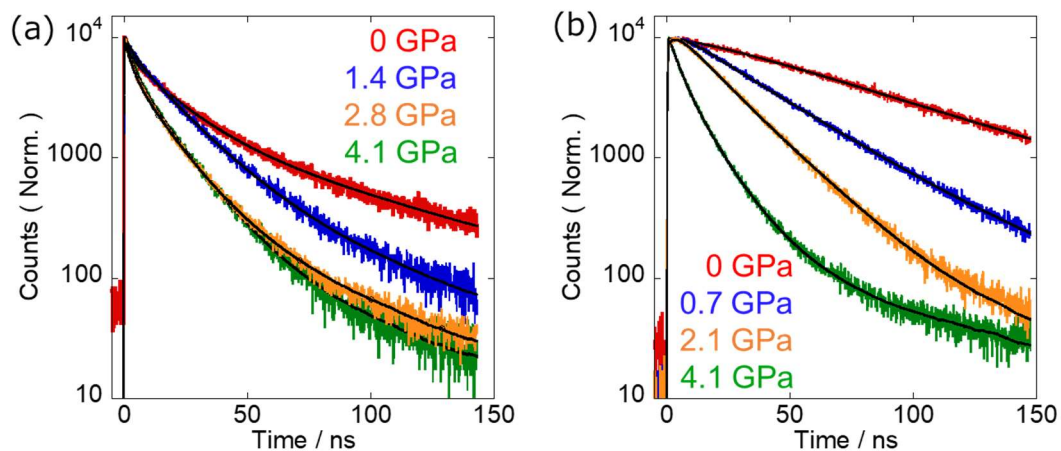 (a)
10⁴
1000
100
10
Counts ( Norm. )
0 GPa
1.4 GPa
2.8 GPa
4.1 GPa
0
50
100
150
Time / ns
(b)
10⁴
1000
100
10
Counts ( Norm. )
0 GPa
0.7 GPa
2.1 GPa
4.1 GPa
0
50
100
150
Time / ns